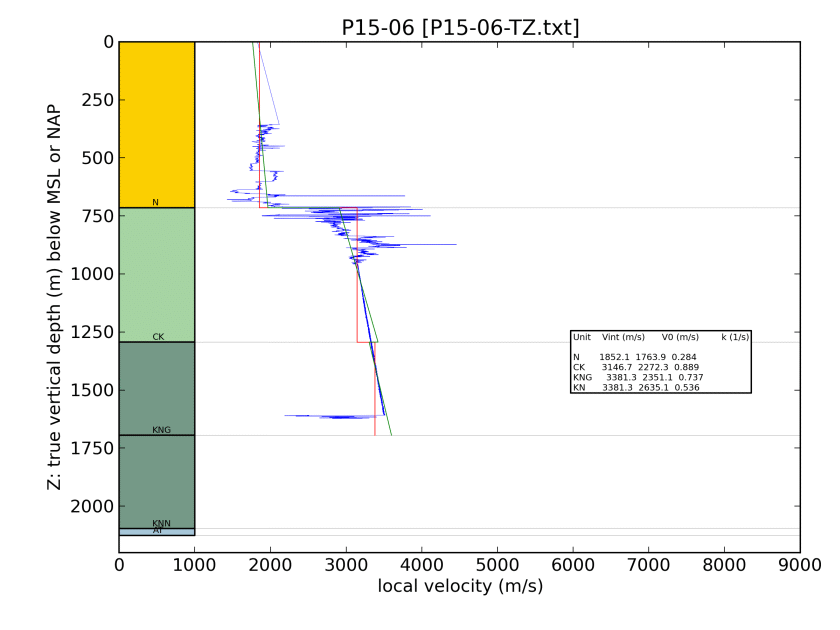 P15-06 [P15-06-TZ.txt]
Z: true vertical depth (m) below MSL or NAP
0
250
500
750
1000
1250
1500
1750
2000
N
CK
KNG
KNN
AT
Unit Vint (m/s) V0 (m/s) k (1/s)
N 1852.1 1763.9 0.284
CK 3146.7 2272.3 0.889
KNG 3381.3 2351.1 0.737
KN 3381.3 2635.1 0.536
0 1000 2000 3000 4000 5000 6000 7000 8000 9000
local velocity (m/s)